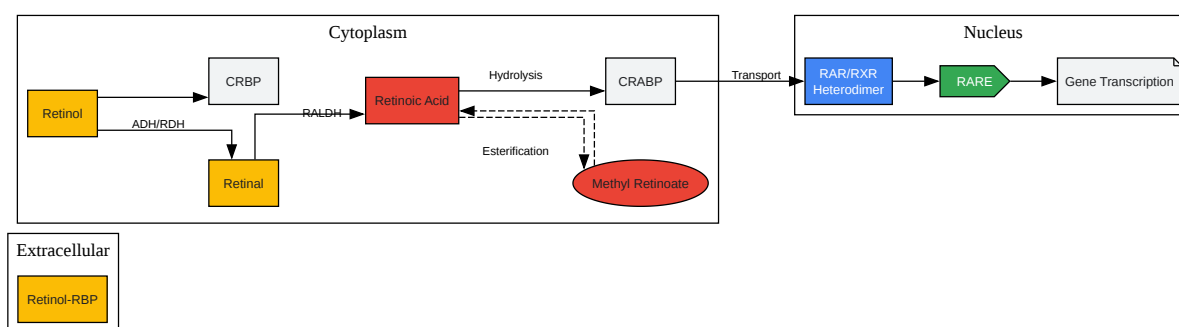 Cytoplasm
Nucleus
CRBP
Hydrolysis
CRABP
Transport
RAR/RXR
Heterodimer
RARE
Gene Transcription
Retinol
Retinoic Acid
ADH/RDH
RALDH
Esterification
Retinal
Methyl Retinoate
Extracellular
Retinol-RBP